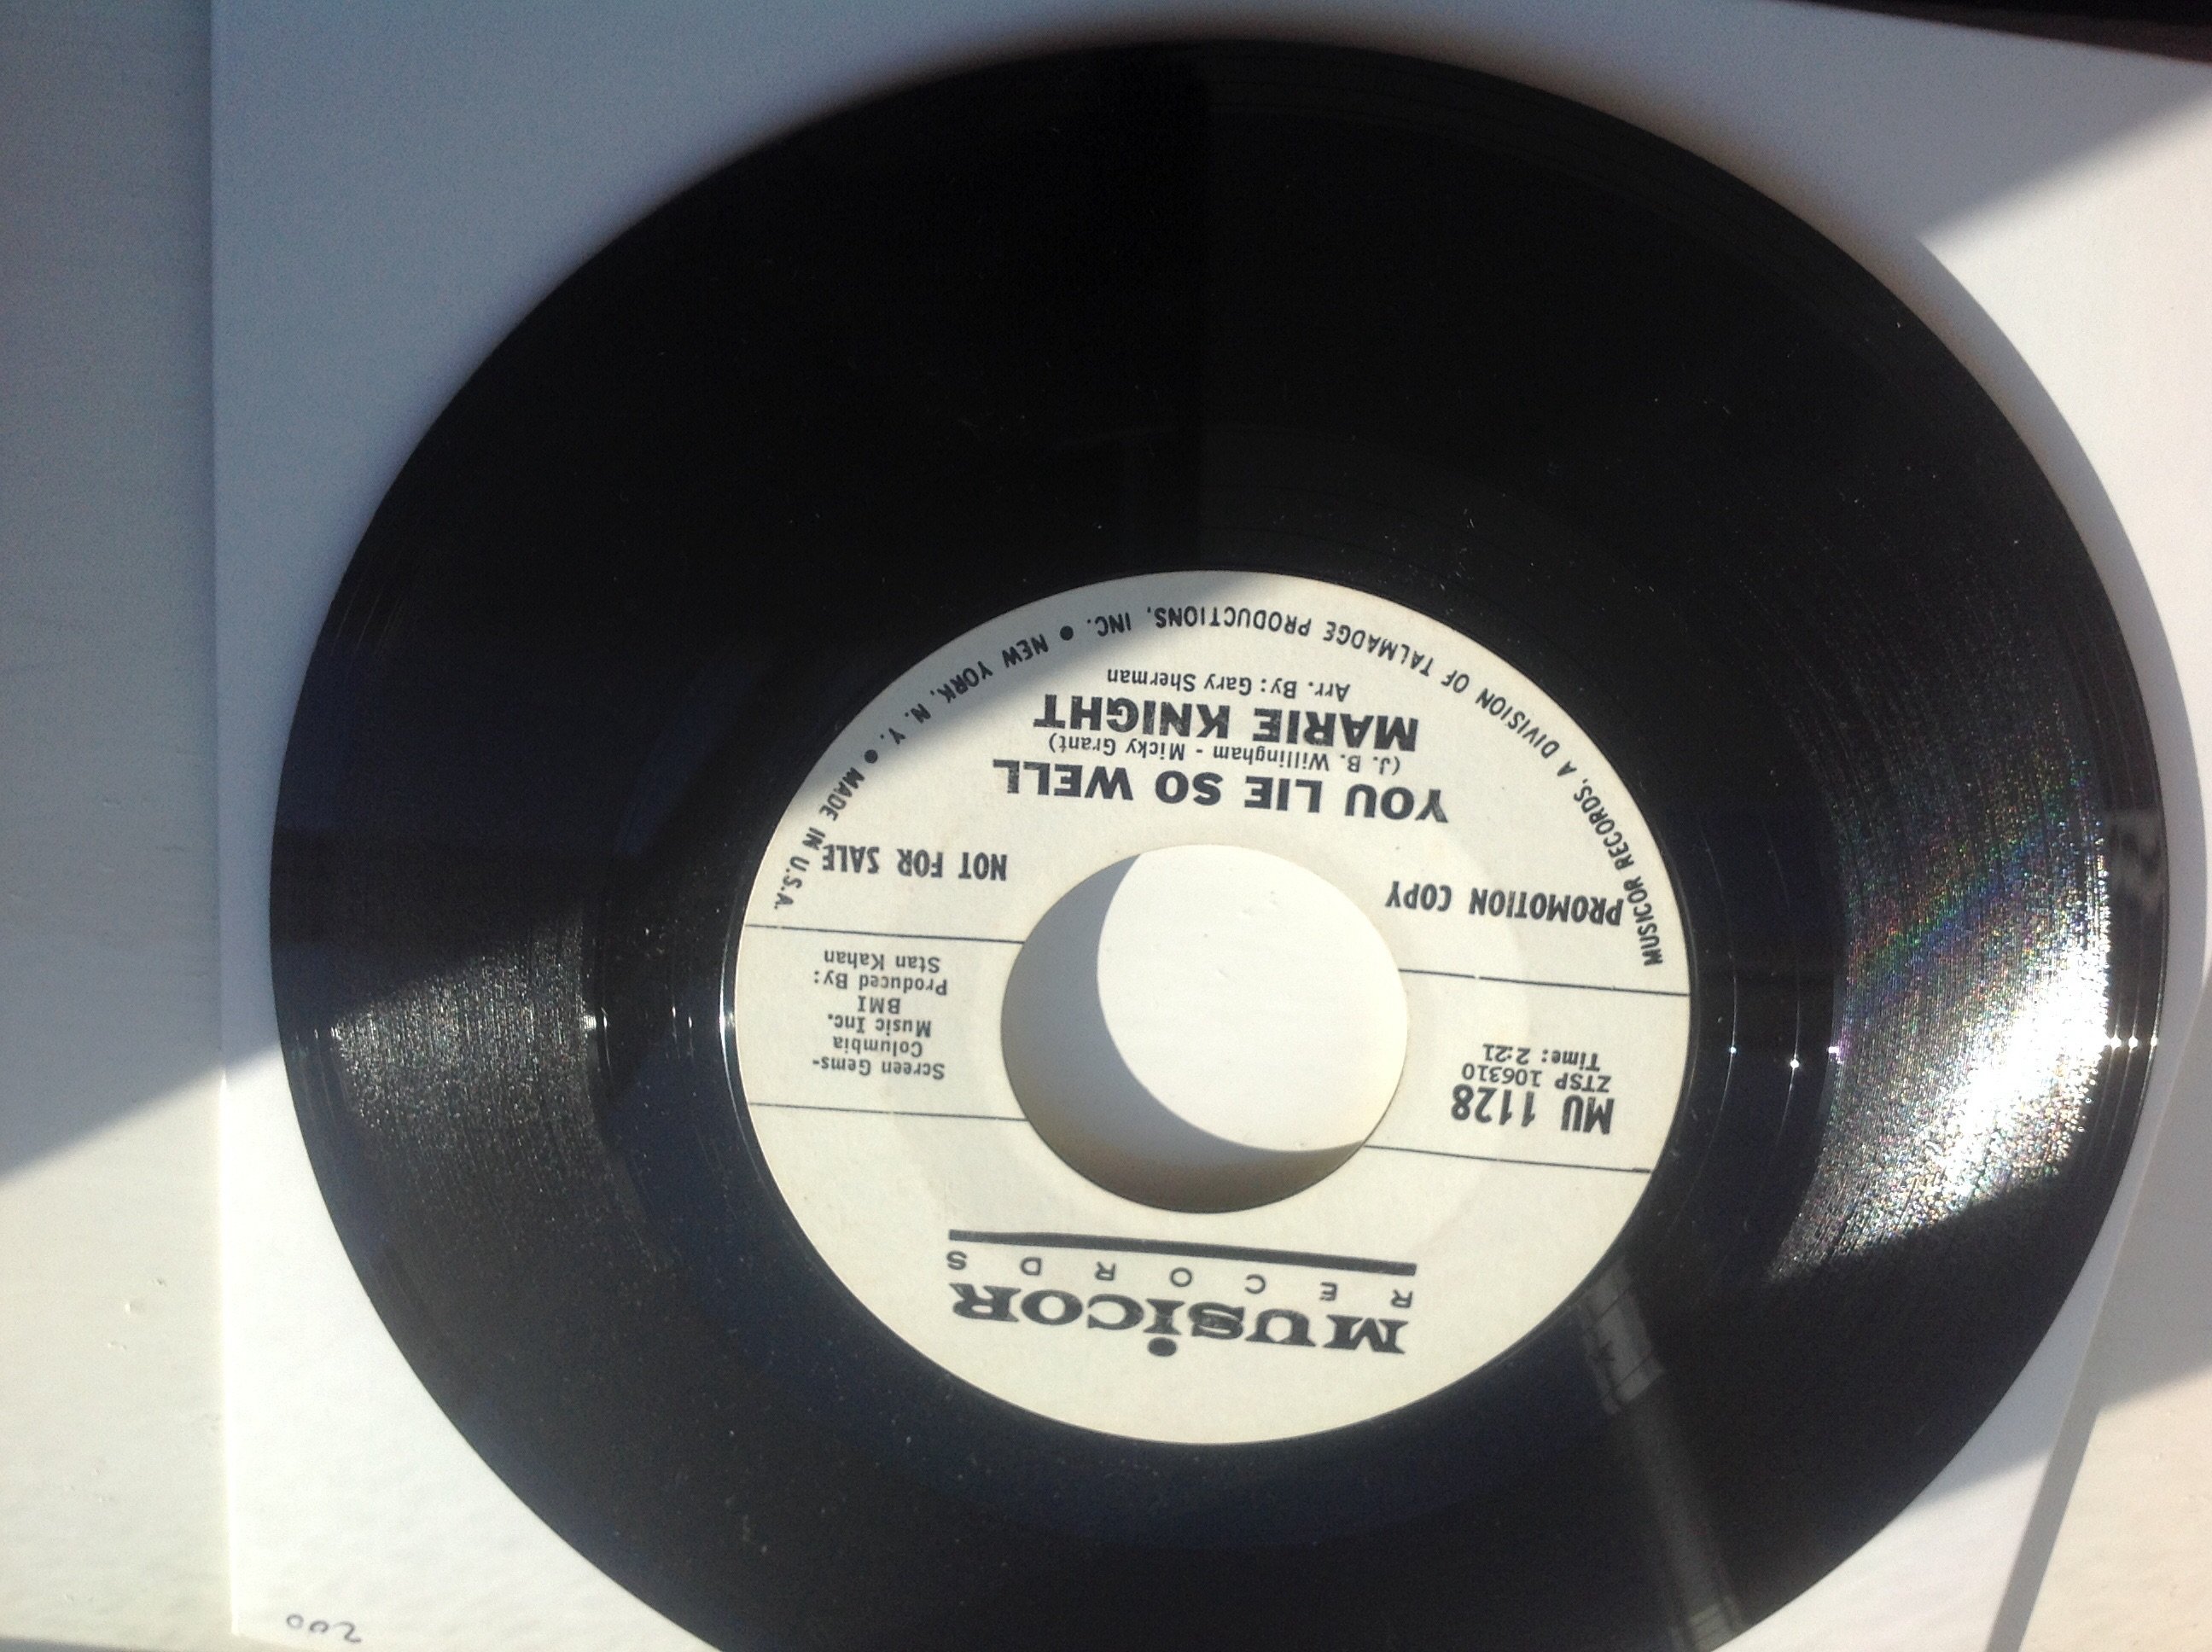 MUSICOR
RECORDS
MU 1128
ZTSP 106310
Time: 2:21
Screen Gems-
Columbia
Music Inc.
BMI
Produced By:
Stan Kahan
PROMOTION COPY
NOT FOR SALE
YOU LIE SO WELL
(J. B. Willingham - Micky Grant)
MARIE KNIGHT
Arr. By: Gary Sherman
MUSICOR RECORDS, A DIVISION OF TALMADGE PRODUCTIONS, INC. ● NEW YORK, N. Y. ● MADE IN U.S.A.
200